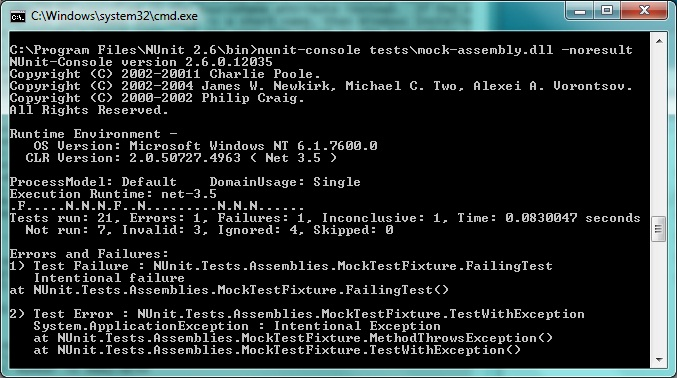 C:\Windows\system32\cmd.exe
C:\Program Files\NUnit 2.6\bin>nunit-console tests\mock-assembly.dll -noresult
NUnit-Console version 2.6.0.12035
Copyright (C) 2002-20011 Charlie Poole.
Copyright (C) 2002-2004 James W. Newkirk, Michael C. Two, Alexei A. Vorontsov.
Copyright (C) 2000-2002 Philip Craig.
All Rights Reserved.
Runtime Environment -
OS Version: Microsoft Windows NT 6.1.7600.0
CLR Version: 2.0.50727.4963 ( Net 3.5 )
ProcessModel: Default    DomainUsage: Single
Execution Runtime: net-3.5
.F.....N.N.N.F..N.........N.N.N......
Tests run: 21, Errors: 1, Failures: 1, Inconclusive: 1, Time: 0.0830047 seconds
Not run: 7, Invalid: 3, Ignored: 4, Skipped: 0
Errors and Failures:
1) Test Failure : NUnit.Tests.Assemblies.MockTestFixture.FailingTest
Intentional failure
at NUnit.Tests.Assemblies.MockTestFixture.FailingTest()
2) Test Error : NUnit.Tests.Assemblies.MockTestFixture.TestWithException
System.ApplicationException : Intentional Exception
at NUnit.Tests.Assemblies.MockTestFixture.MethodThrowsException()
at NUnit.Tests.Assemblies.MockTestFixture.TestWithException()